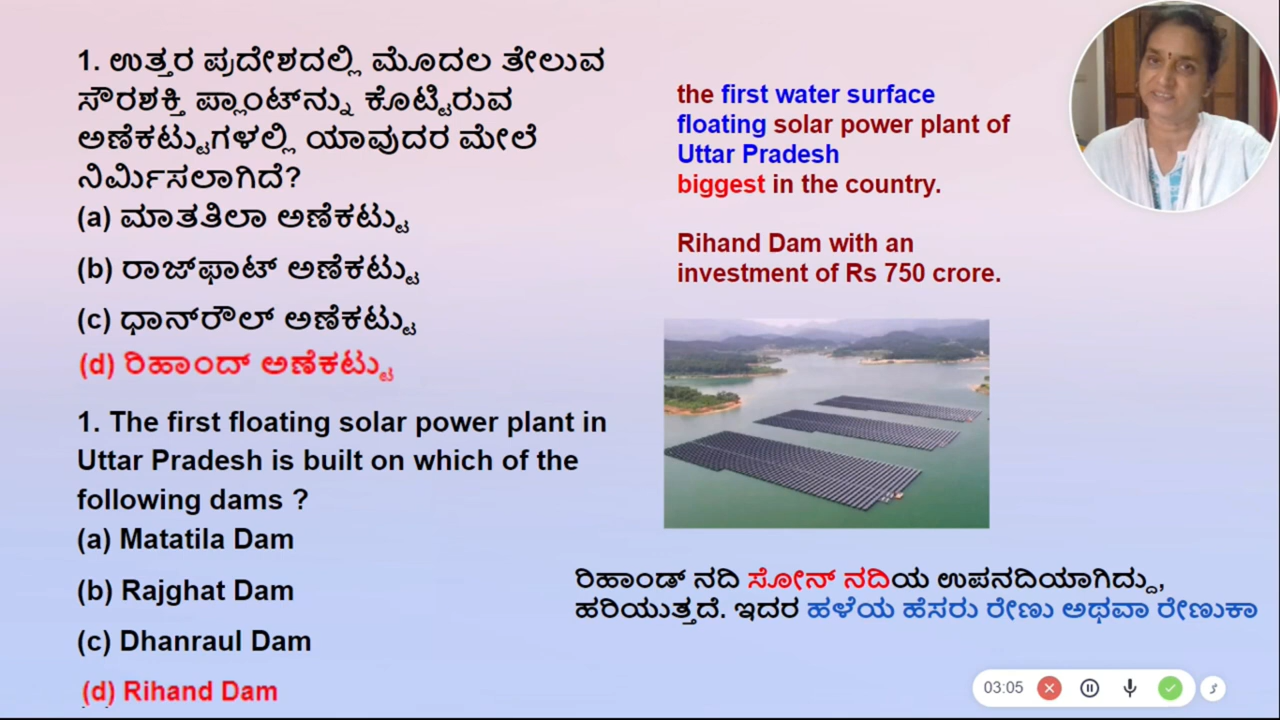 1. ಉತ್ತರ ಪ್ರದೇಶದಲ್ಲಿ ಮೊದಲ ತೇಲುವ
ಸೌರಶಕ್ತಿ ಪ್ಲಾಂಟ್‌ನ್ನು ಕೊಟ್ಟಿರುವ
ಅಣೆಕಟ್ಟುಗಳಲ್ಲಿ ಯಾವುದರ ಮೇಲೆ
ನಿರ್ಮಿಸಲಾಗಿದೆ?
(a) ಮಾತತಿಲಾ ಅಣೆಕಟ್ಟು
(b) ರಾಜ್‌ಘಾಟ್ ಅಣೆಕಟ್ಟು
(c) ಧಾನ್‌ರೌಲ್ ಅಣೆಕಟ್ಟು
(d) ರಿಹಾಂದ್ ಅಣೆಕಟ್ಟು
1. The first floating solar power plant in
Uttar Pradesh is built on which of the
following dams ?
(a) Matatila Dam
(b) Rajghat Dam
(c) Dhanraul Dam
(d) Rihand Dam
the first water surface
floating solar power plant of
Uttar Pradesh
biggest in the country.
Rihand Dam with an
investment of Rs 750 crore.
ರಿಹಾಂಡ್ ನದಿ ಸೋನ್ ನದಿಯ ಉಪನದಿಯಾಗಿದ್ದು,
ಹರಿಯುತ್ತದೆ. ಇದರ ಹಳೆಯ ಹೆಸರು ರೇಣು ಅಥವಾ ರೇಣುಕಾ
03:05